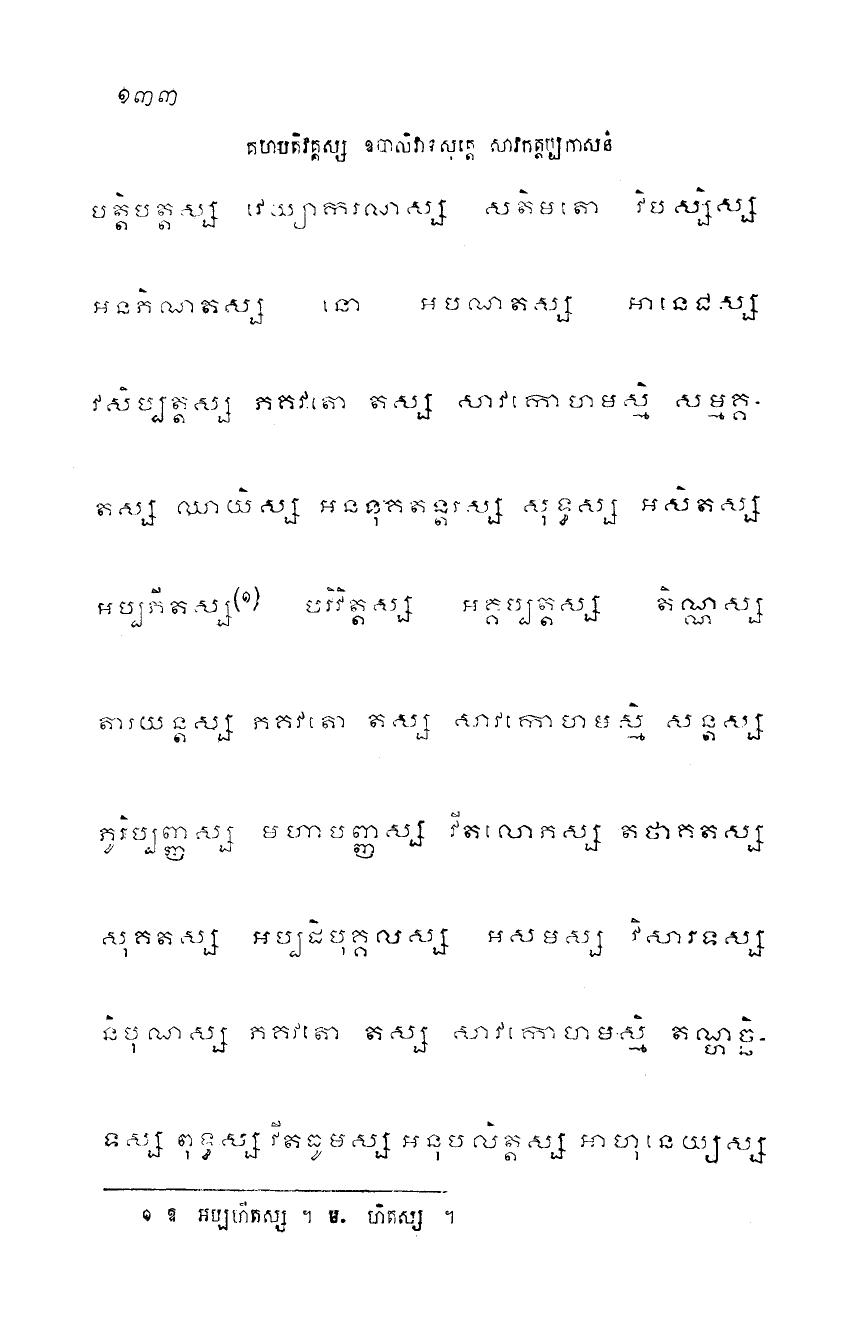 ១៣៣
គហបតិវគ្គស្ស ឧបាលិវាទសុត្តេ សាវកត្តប្បកាសនំ
បត្តិបត្តស្ស វេយ្យាករណស្ស សតិមតោ វិបស្សិស្ស
អនភិណតស្ស នោ អបណតស្ស អានេជស្ស
វសិប្បត្តស្ស ភគវតោ តស្ស សាវកោហមស្មិ សម្មគ្គ-
តស្ស ឈាយិស្ស អននុគតន្តរស្ស សុទ្ធស្ស អសិតស្ស
អប្បភីតស្ស(១) បវិវិត្តស្ស អគ្គប្បត្តស្ស តិណ្ណស្ស
តារយន្តស្ស ភគវតោ តស្ស សាវកោហមស្មិ សន្តស្ស
ភូរិប្បញ្ញស្ស មហាបញ្ញស្ស វីតលោភស្ស តថាគតស្ស
សុគតស្ស អប្បដិបុគ្គលស្ស អសមស្ស វិសារទស្ស
និបុណស្ស ភគវតោ តស្ស សាវកោហមស្មិ តណ្ហច្ឆិ-
ទស្ស ពុទ្ធស្ស វីតធូមស្ស អនុបលិត្តស្ស អាហុនេយ្យស្ស
១ ឱ អប្បហីតស្ស ។ ម. ហិតស្ស ។